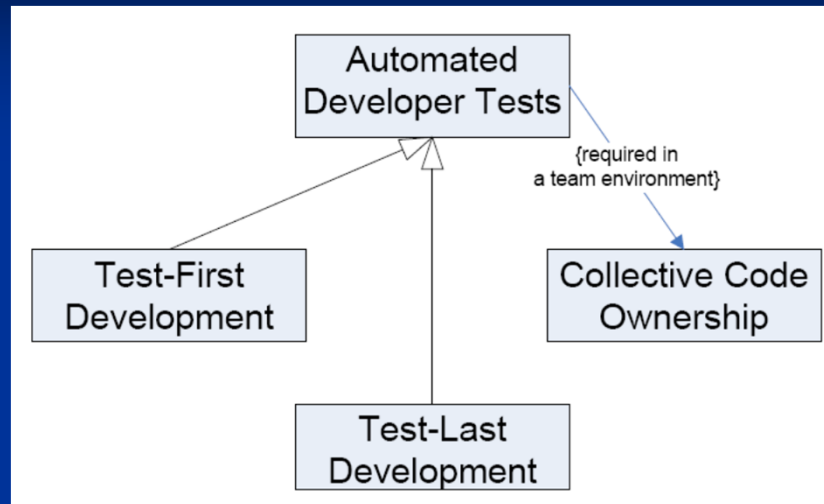 Automated
Developer Tests
{required in
a team environment}
Test-First
Development
Collective Code
Ownership
Test-Last
Development